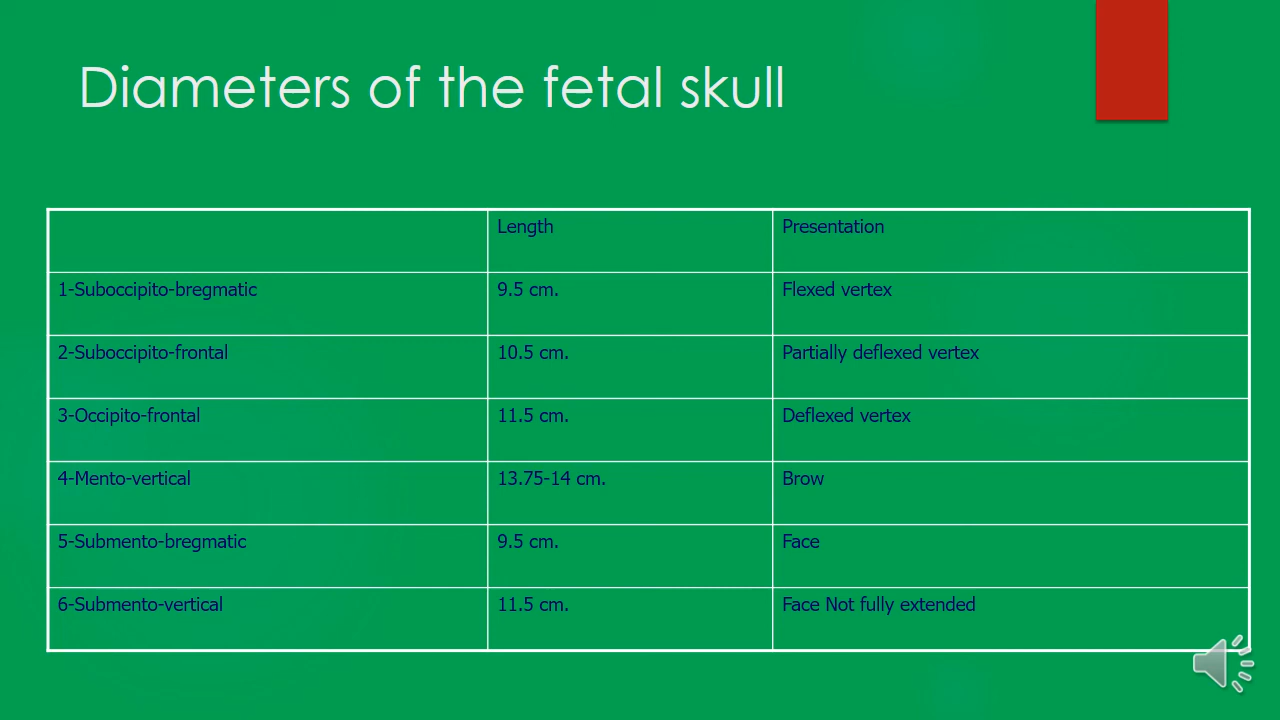 Diameters of the fetal skull
Length Presentation
1-Suboccipito-bregmatic 9.5 cm. Flexed vertex
2-Suboccipito-frontal 10.5 cm. Partially deflexed vertex
3-Occipito-frontal 11.5 cm. Deflexed vertex
4-Mento-vertical 13.75-14 cm. Brow
5-Submento-bregmatic 9.5 cm. Face
6-Submento-vertical 11.5 cm. Face Not fully extended